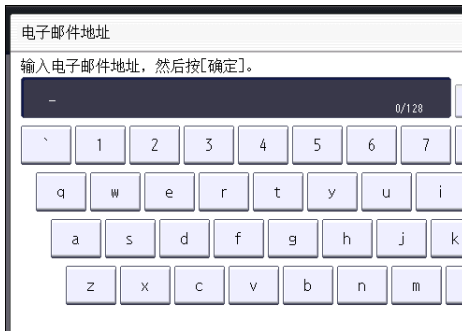 电子邮件地址
输入电子邮件地址，然后按[确定]。
_
0/128
` 1 2 3 4 5 6 7
q w e r t y u i
a s d f g h j k
z x c v b n m